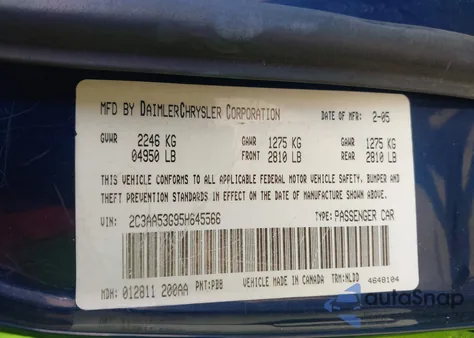 MFD BY DAIMLERCHRYSLER CORPORATION DATE OF MFR: 2-05
GVWR 2246 KG GAWR 1275 KG GAWR 1275 KG
04950 LB FRONT 2810 LB REAR 2810 LB
THIS VEHICLE CONFORMS TO ALL APPLICABLE FEDERAL MOTOR VEHICLE SAFETY, BUMPER AND
THEFT PREVENTION STANDARDS IN EFFECT ON THE DATE OF MANUFACTURE SHOWN ABOVE.
VIN: 2C3AA53G95H645566 TYPE: PASSENGER CAR
MDH: 012811 200AA PNT: PBB VEHICLE MADE IN CANADA TRM: NLDD 4648104
autoSnap